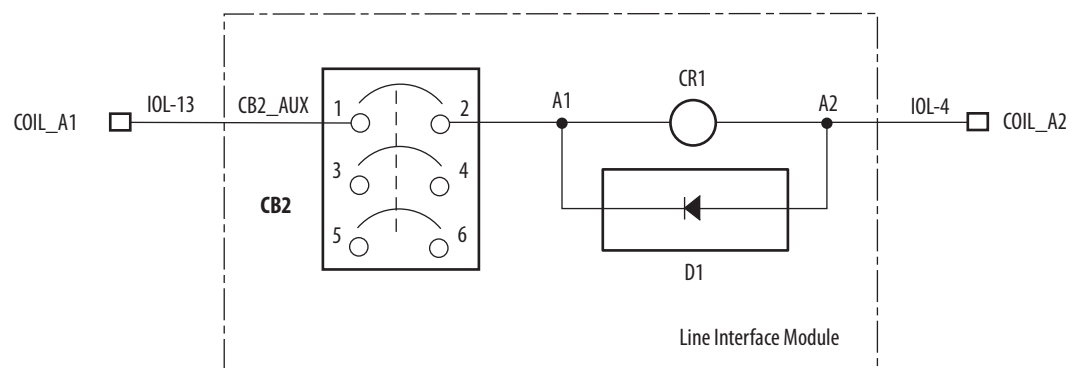 COIL_A1
IOL-13
CB2_AUX
1
2
A1
CR1
A2
IOL-4
COIL_A2
3
4
CB2
5
6
D1
Line Interface Module